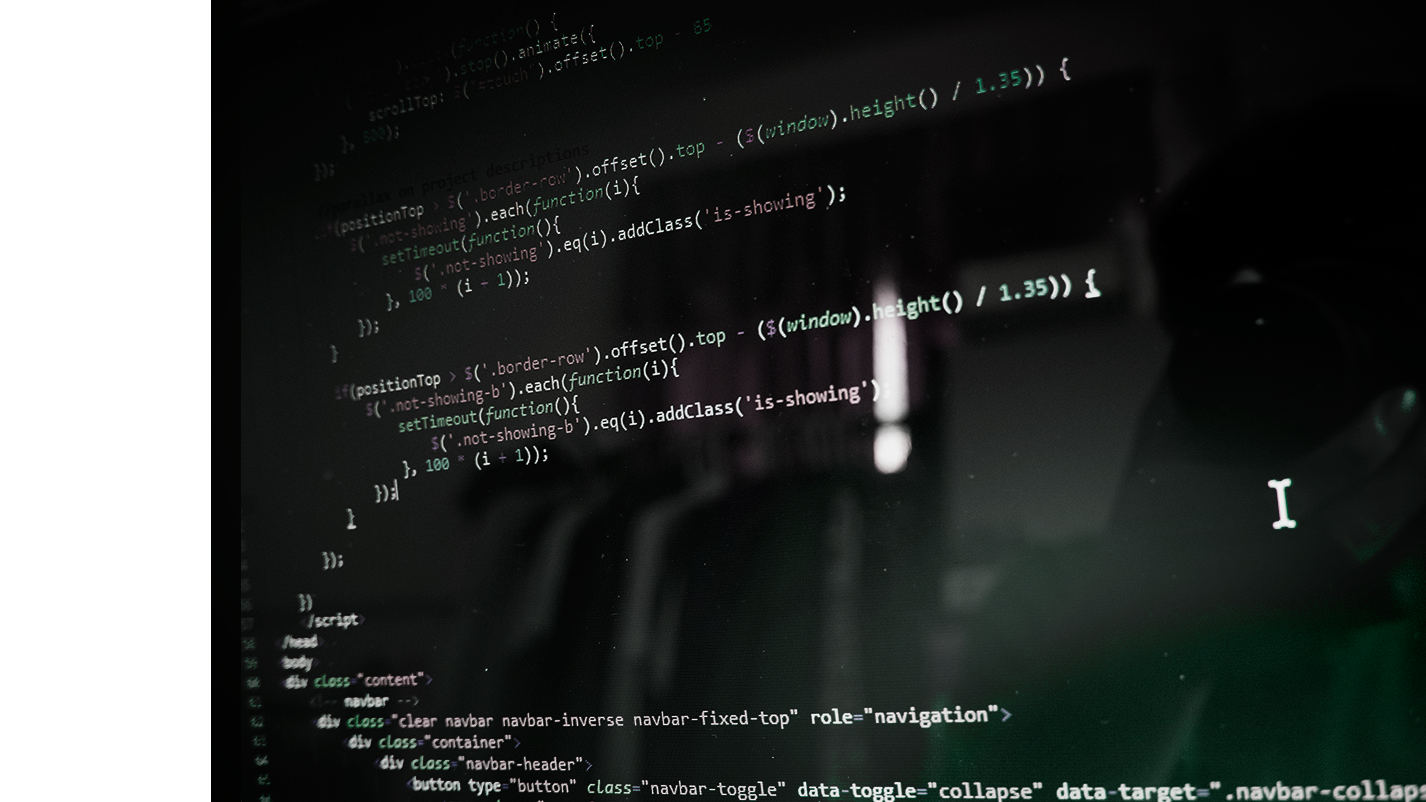 (function() {
).stop().animate({
scrollTop: $('#touch').offset().top - 65
}, 500);
});
parallax on project descriptions
if(positionTop > $('.border-row').offset().top - ($(window).height() / 1.35)) {
$('.not-showing').each(function(i){
setTimeout(function(){
$('.not-showing').eq(i).addClass('is-showing');
}, 100 * (i - 1));
});
}
if(positionTop > $('.border-row').offset().top - ($(window).height() / 1.35)) {
$('.not-showing-b').each(function(i){
setTimeout(function(){
$('.not-showing-b').eq(i).addClass('is-showing');
}, 100 * (i + 1));
});
}
});
})
/script>
/head
body
div class="content">
<!-- navbar -->
div class="clear navbar navbar-inverse navbar-fixed-top" role="navigation">
div class="container">
div class="navbar-header">
button type="button" class="navbar-toggle" data-toggle="collapse" data-target=".navbar-collaps